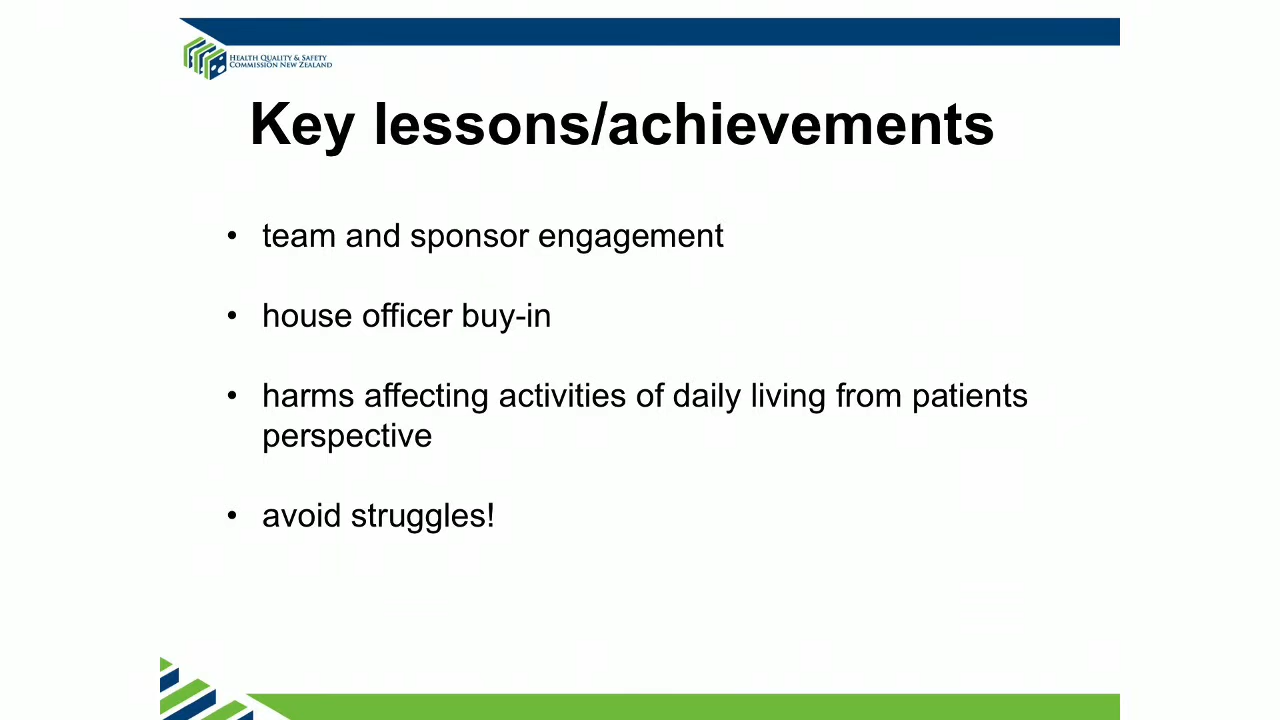 HEALTH QUALITY & SAFETY
COMMISSION NEW ZEALAND
Key lessons/achievements
• team and sponsor engagement
• house officer buy-in
• harms affecting activities of daily living from patients
perspective
• avoid struggles!